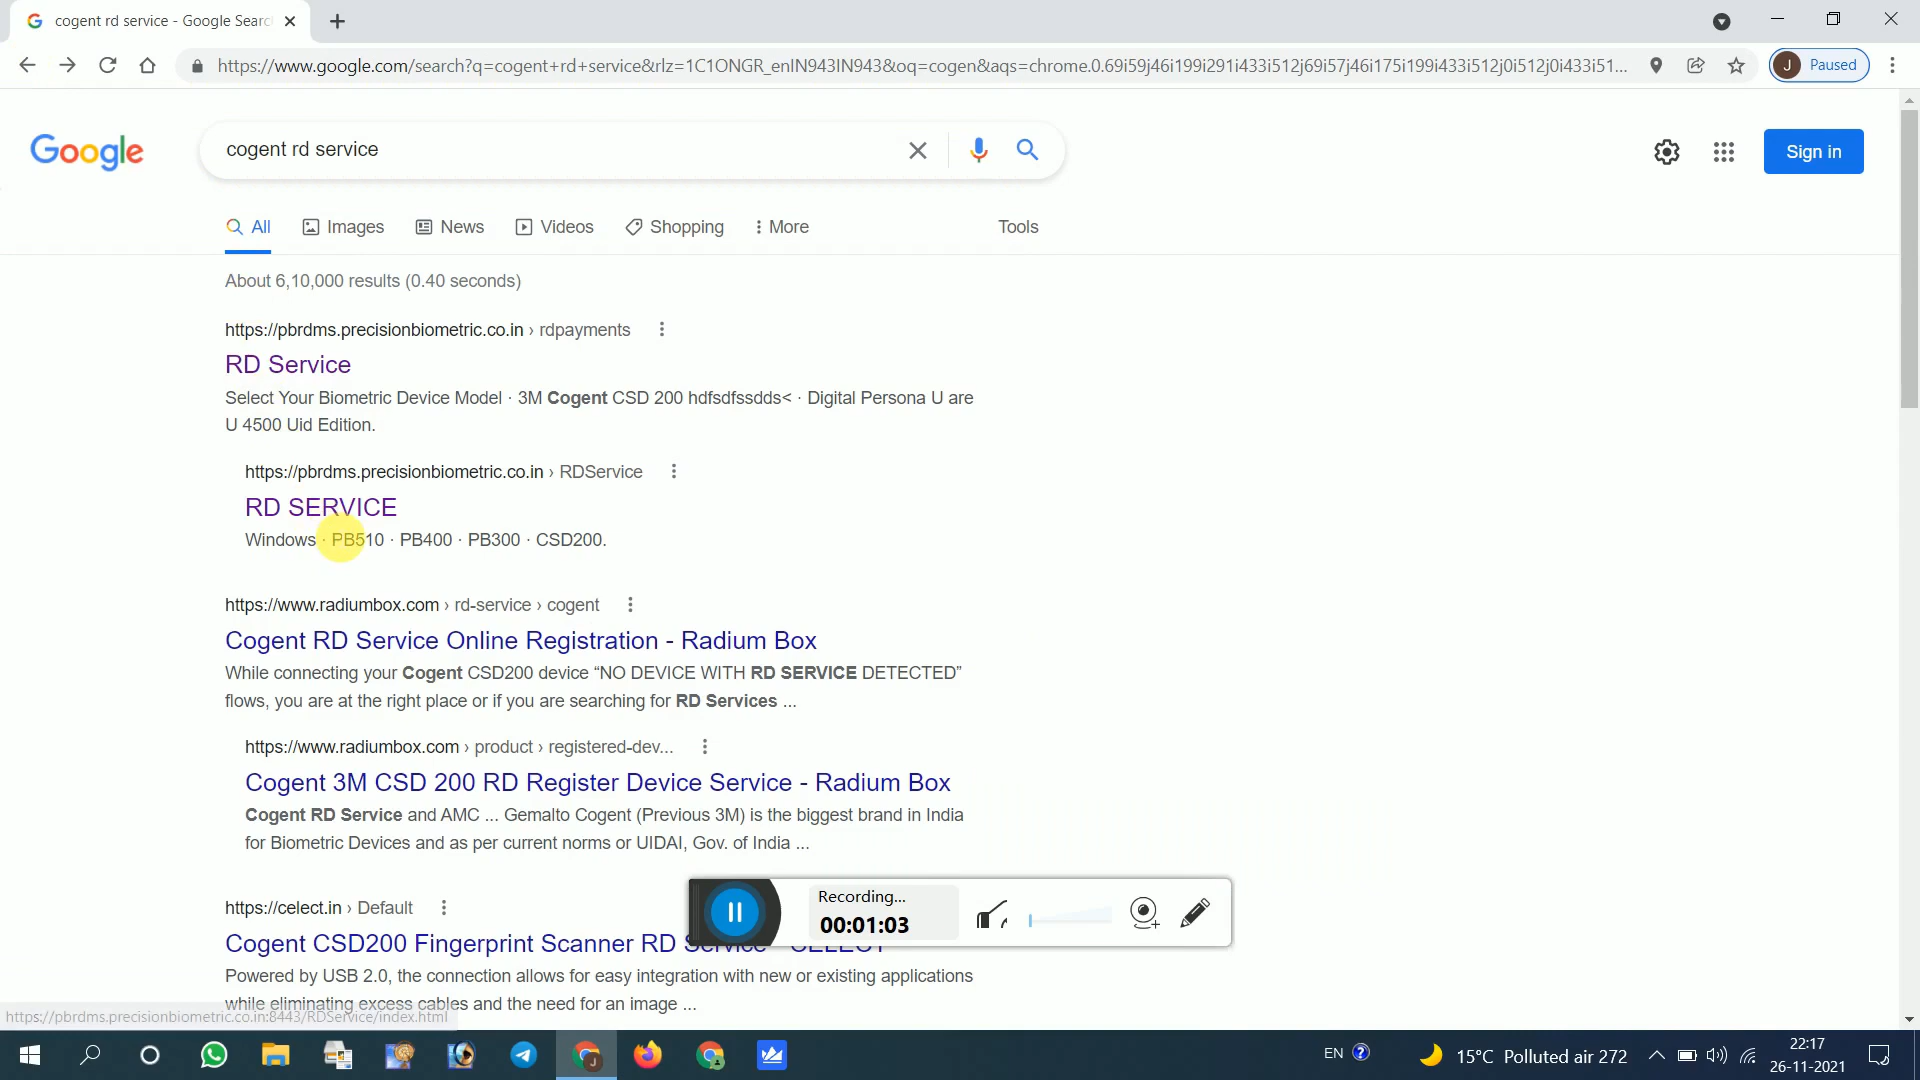 cogent rd service - Google Searc
https://www.google.com/search?q=cogent+rd+service&rlz=1C1ONGR_enIN943IN943&oq=cogen&aqs=chrome.0.69i59j46i199i291i433i512j69i57j46i175i199i433i512j0i512j0i433i51...
J Paused
Google
cogent rd service
Sign in
All Images News Videos Shopping More Tools
About 6,10,000 results (0.40 seconds)
https://pbrdms.precisionbiometric.co.in › rdpayments
RD Service
Select Your Biometric Device Model · 3M Cogent CSD 200 hdfsdfssdds< · Digital Persona U are
U 4500 Uid Edition.
https://pbrdms.precisionbiometric.co.in › RDService
RD SERVICE
Windows · PB510 · PB400 · PB300 · CSD200.
https://www.radiumbox.com › rd-service › cogent
Cogent RD Service Online Registration - Radium Box
While connecting your Cogent CSD200 device “NO DEVICE WITH RD SERVICE DETECTED”
flows, you are at the right place or if you are searching for RD Services ...
https://www.radiumbox.com › product › registered-dev...
Cogent 3M CSD 200 RD Register Device Service - Radium Box
Cogent RD Service and AMC ... Gemalto Cogent (Previous 3M) is the biggest brand in India
for Biometric Devices and as per current norms or UIDAI, Gov. of India ...
Recording...
00:01:03
https://celect.in › Default
Cogent CSD200 Fingerprint Scanner RD Service - CELECT
Powered by USB 2.0, the connection allows for easy integration with new or existing applications
while eliminating excess cables and the need for an image ...
https://pbrdms.precisionbiometric.co.in:8443/RDService/index.html
EN
15°C Polluted air 272
22:17
26-11-2021